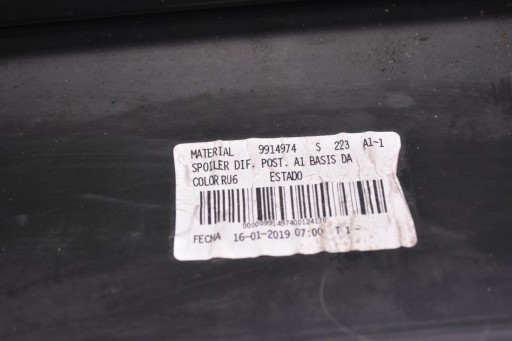 MATERIAL 9914974 S 223 A1-1
SPOILER DIF. POST. A1 BASIS DA
COLOR RU6 ESTADO
00000991497400124170
FECHA 16-01-2019 07:00 T 1-